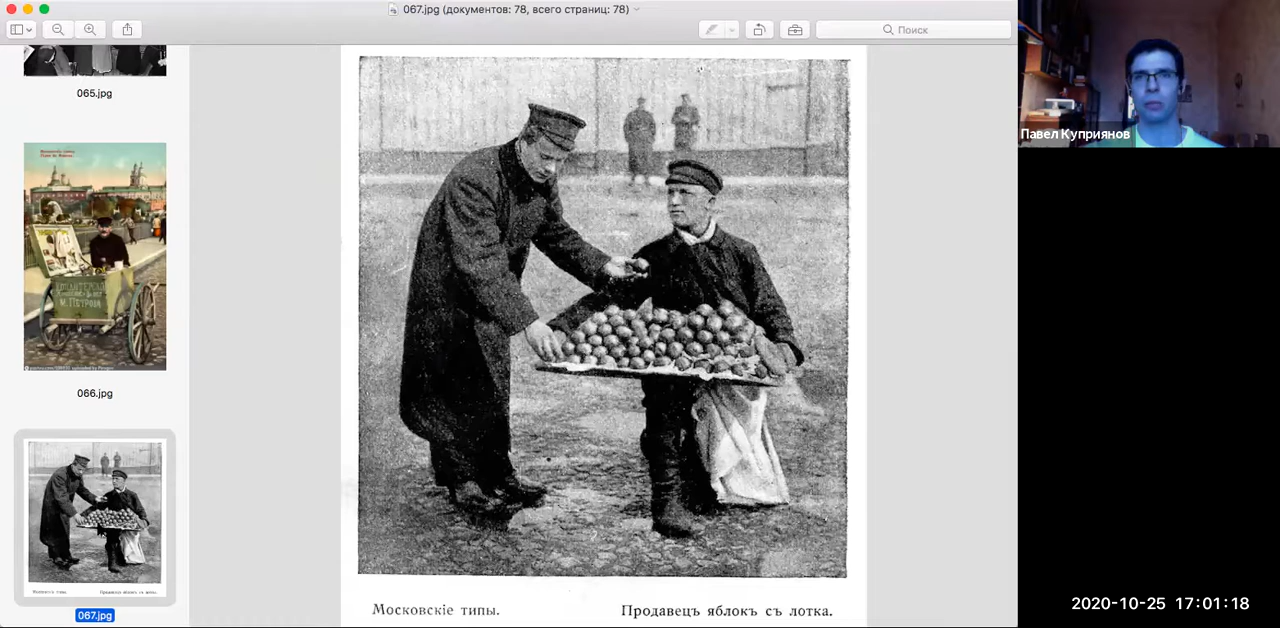 067.jpg (документов: 78, всего страниц: 78)
Поиск
065.jpg
066.jpg
067.jpg
Московскіе типы.
Продавецъ яблокъ съ лотка.
Павел Куприянов
2020-10-25 17:01:18
М. ПЕТРОВ